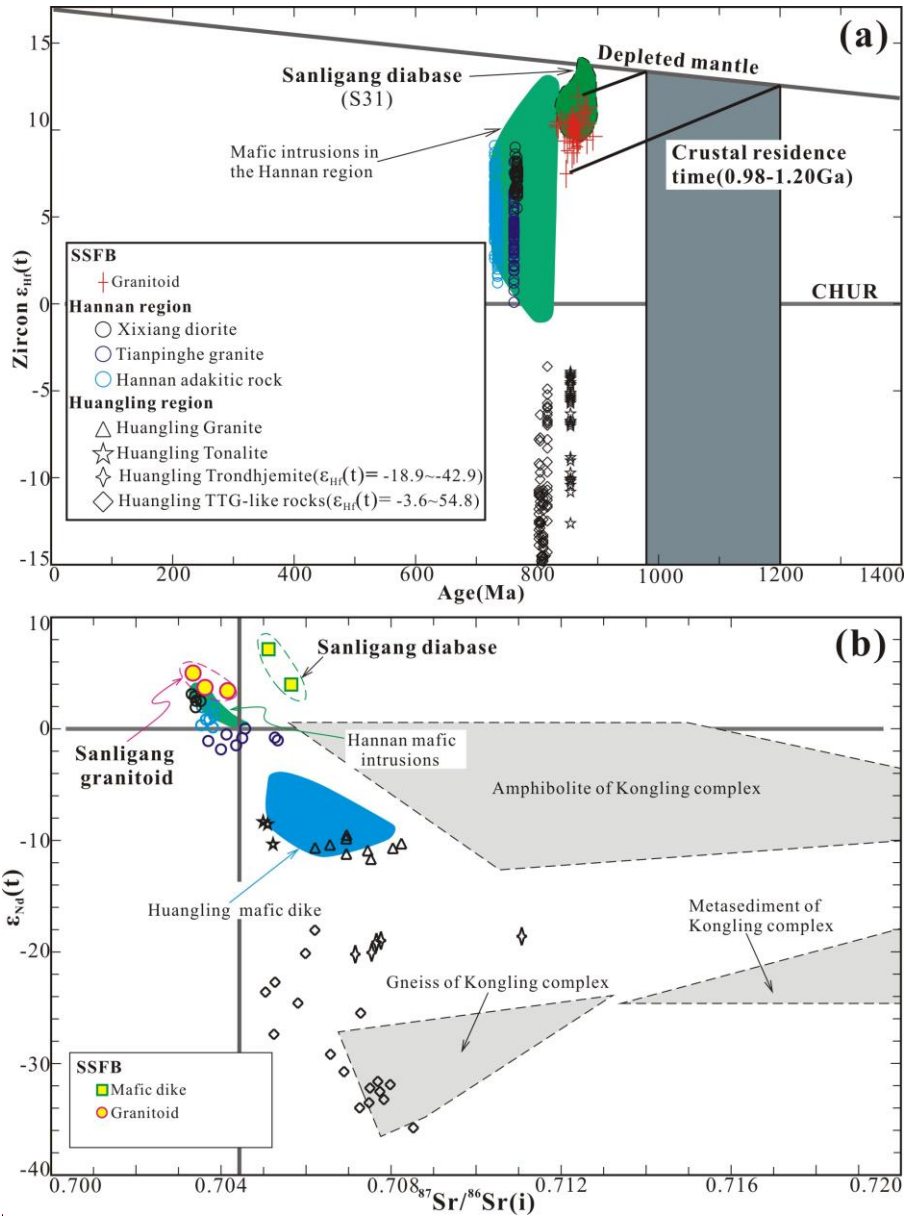 (a)
15
10
5
0
-5
-10
-15
Zircon εHf(t)
Depleted mantle
Sanligang diabase
(S31)
Mafic intrusions in
the Hannan region
Crustal residence
time(0.98-1.20Ga)
CHUR
SSFB
Granitoid
Hannan region
Xixiang diorite
Tianpinghe granite
Hannan adakitic rock
Huangling region
Huangling Granite
Huangling Tonalite
Huangling Trondhjemite(εHf(t)= -18.9~-42.9)
Huangling TTG-like rocks(εHf(t)= -3.6~54.8)
0 200 400 600 800 1000 1200 1400
Age(Ma)
(b)
10
0
-10
-20
-30
-40
εNd(t)
Sanligang diabase
Sanligang
granitoid
Hannan mafic
intrusions
Amphibolite of Kongling complex
Huangling mafic dike
Metasediment of
Kongling complex
Gneiss of Kongling complex
SSFB
Mafic dike
Granitoid
0.700 0.704 0.708 0.712 0.716 0.720
⁸⁷Sr/⁸⁶Sr(i)